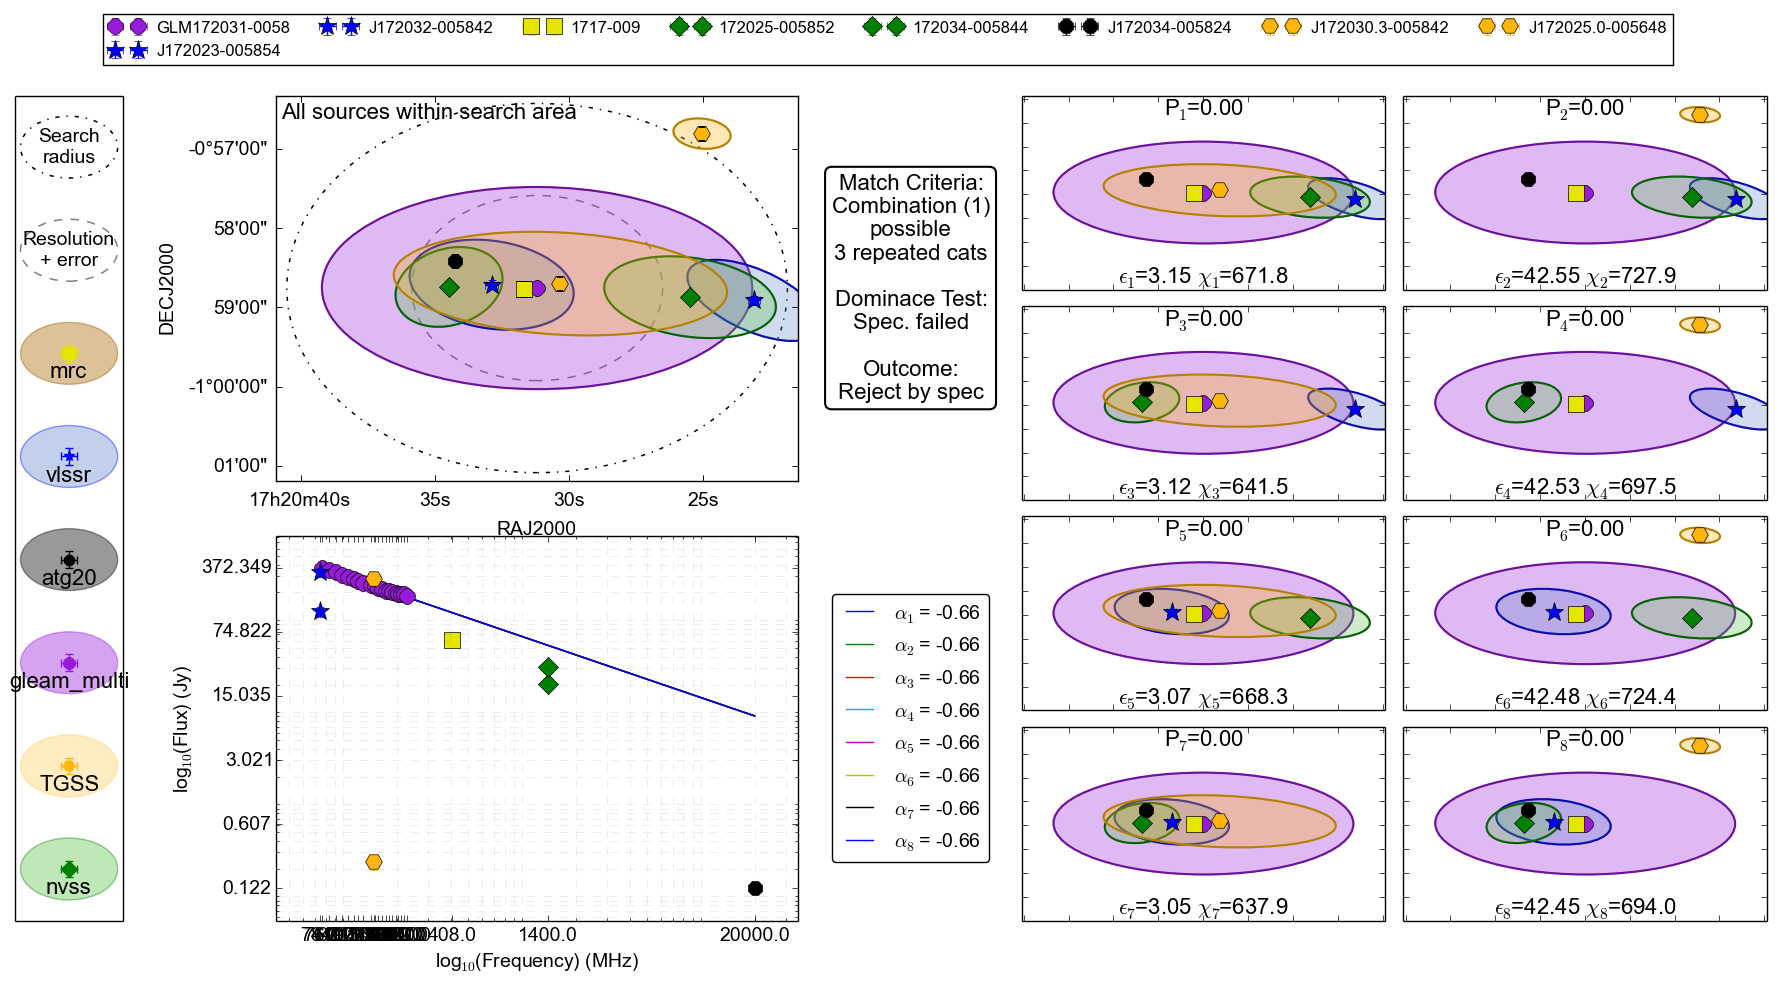 GLM172031-0058 J172032-005842 1717-009 172025-005852 172034-005844 J172034-005824 J172030.3-005842 J172025.0-005648
J172023-005854
Search
radius
Resolution
+ error
mrc
vlssr
atg20
gleam_multi
TGSS
nvss
All sources within search area
DECJ2000
-0°57'00"
58'00"
59'00"
-1°00'00"
01'00"
17h20m40s 35s 30s 25s
RAJ2000
Match Criteria:
Combination (1)
possible
3 repeated cats
Dominace Test:
Spec. failed
Outcome:
Reject by spec
log10(Flux) (Jy)
372.349
74.822
15.035
3.021
0.607
0.122
408.0 1400.0 20000.0
log10(Frequency) (MHz)
α1 = -0.66
α2 = -0.66
α3 = -0.66
α4 = -0.66
α5 = -0.66
α6 = -0.66
α7 = -0.66
α8 = -0.66
P1=0.00
ϵ1=3.15 χ1=671.8
P2=0.00
ϵ2=42.55 χ2=727.9
P3=0.00
ϵ3=3.12 χ3=641.5
P4=0.00
ϵ4=42.53 χ4=697.5
P5=0.00
ϵ5=3.07 χ5=668.3
P6=0.00
ϵ6=42.48 χ6=724.4
P7=0.00
ϵ7=3.05 χ7=637.9
P8=0.00
ϵ8=42.45 χ8=694.0